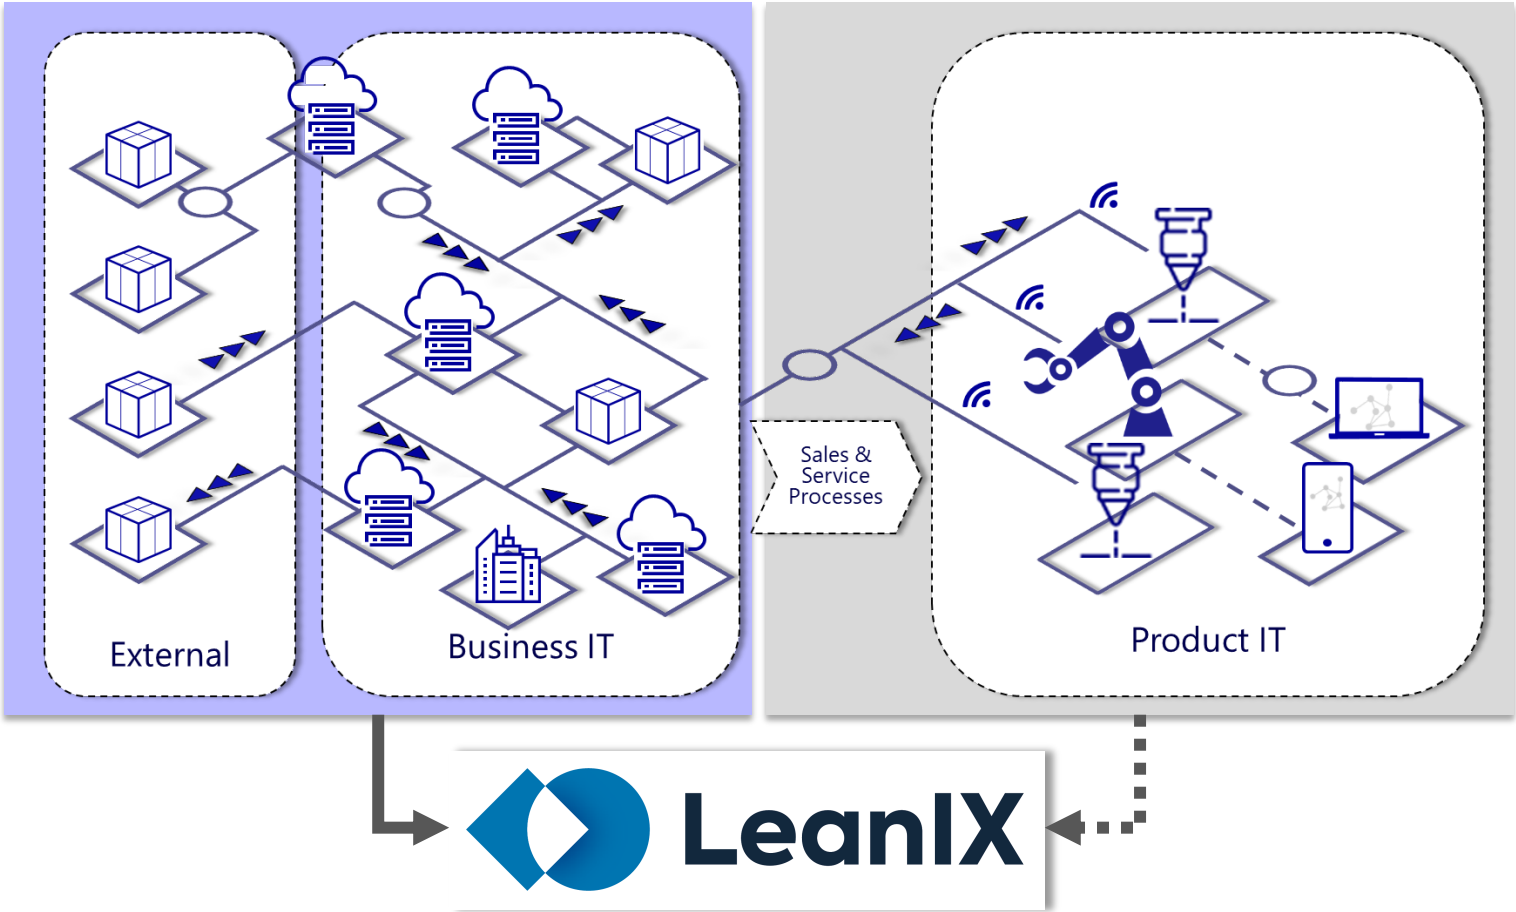 External
Business IT
Sales &
Service
Processes
Product IT
LeanIX